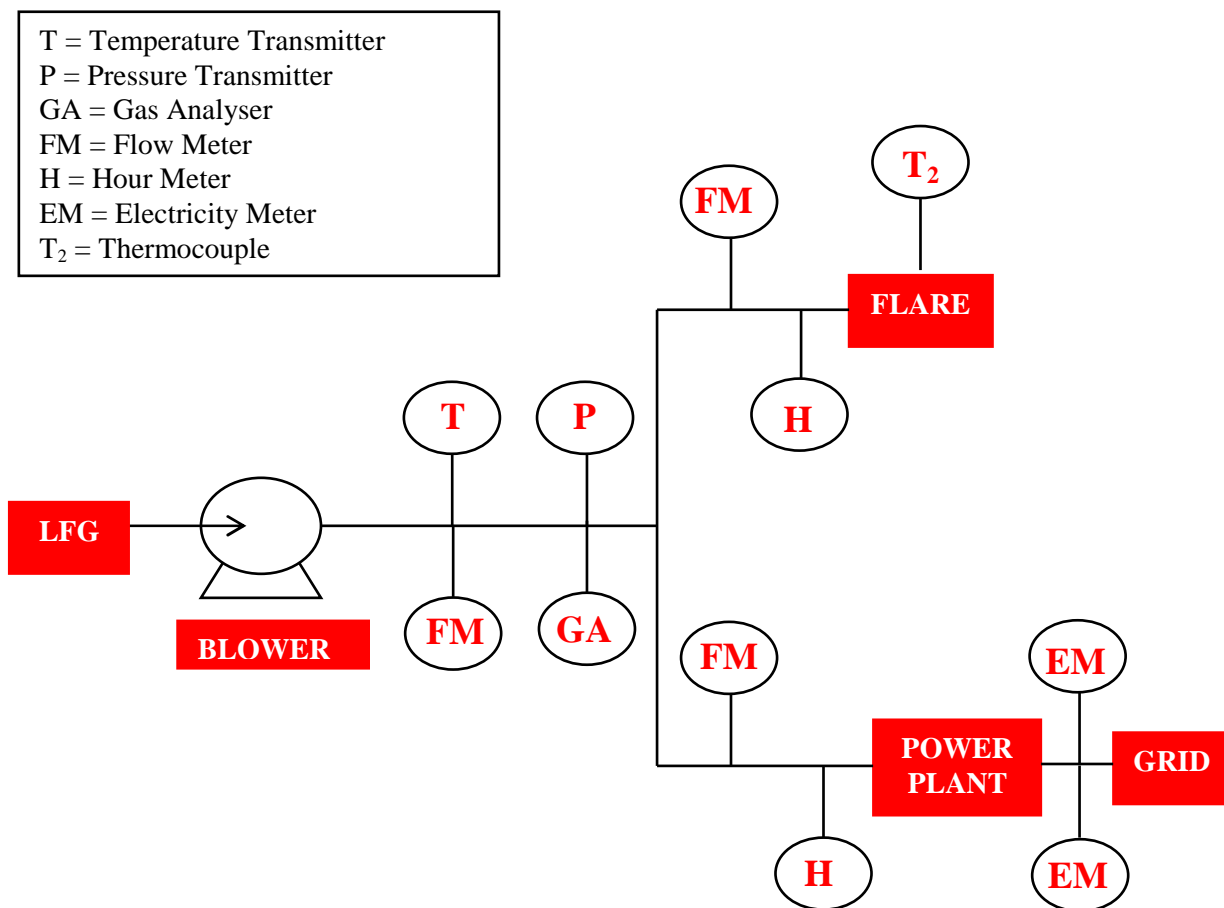 T = Temperature Transmitter
P = Pressure Transmitter
GA = Gas Analyser
FM = Flow Meter
H = Hour Meter
EM = Electricity Meter
T₂ = Thermocouple
T₂
FM
FLARE
H
T
P
LFG
BLOWER
FM
GA
FM
EM
POWER
PLANT
GRID
H
EM